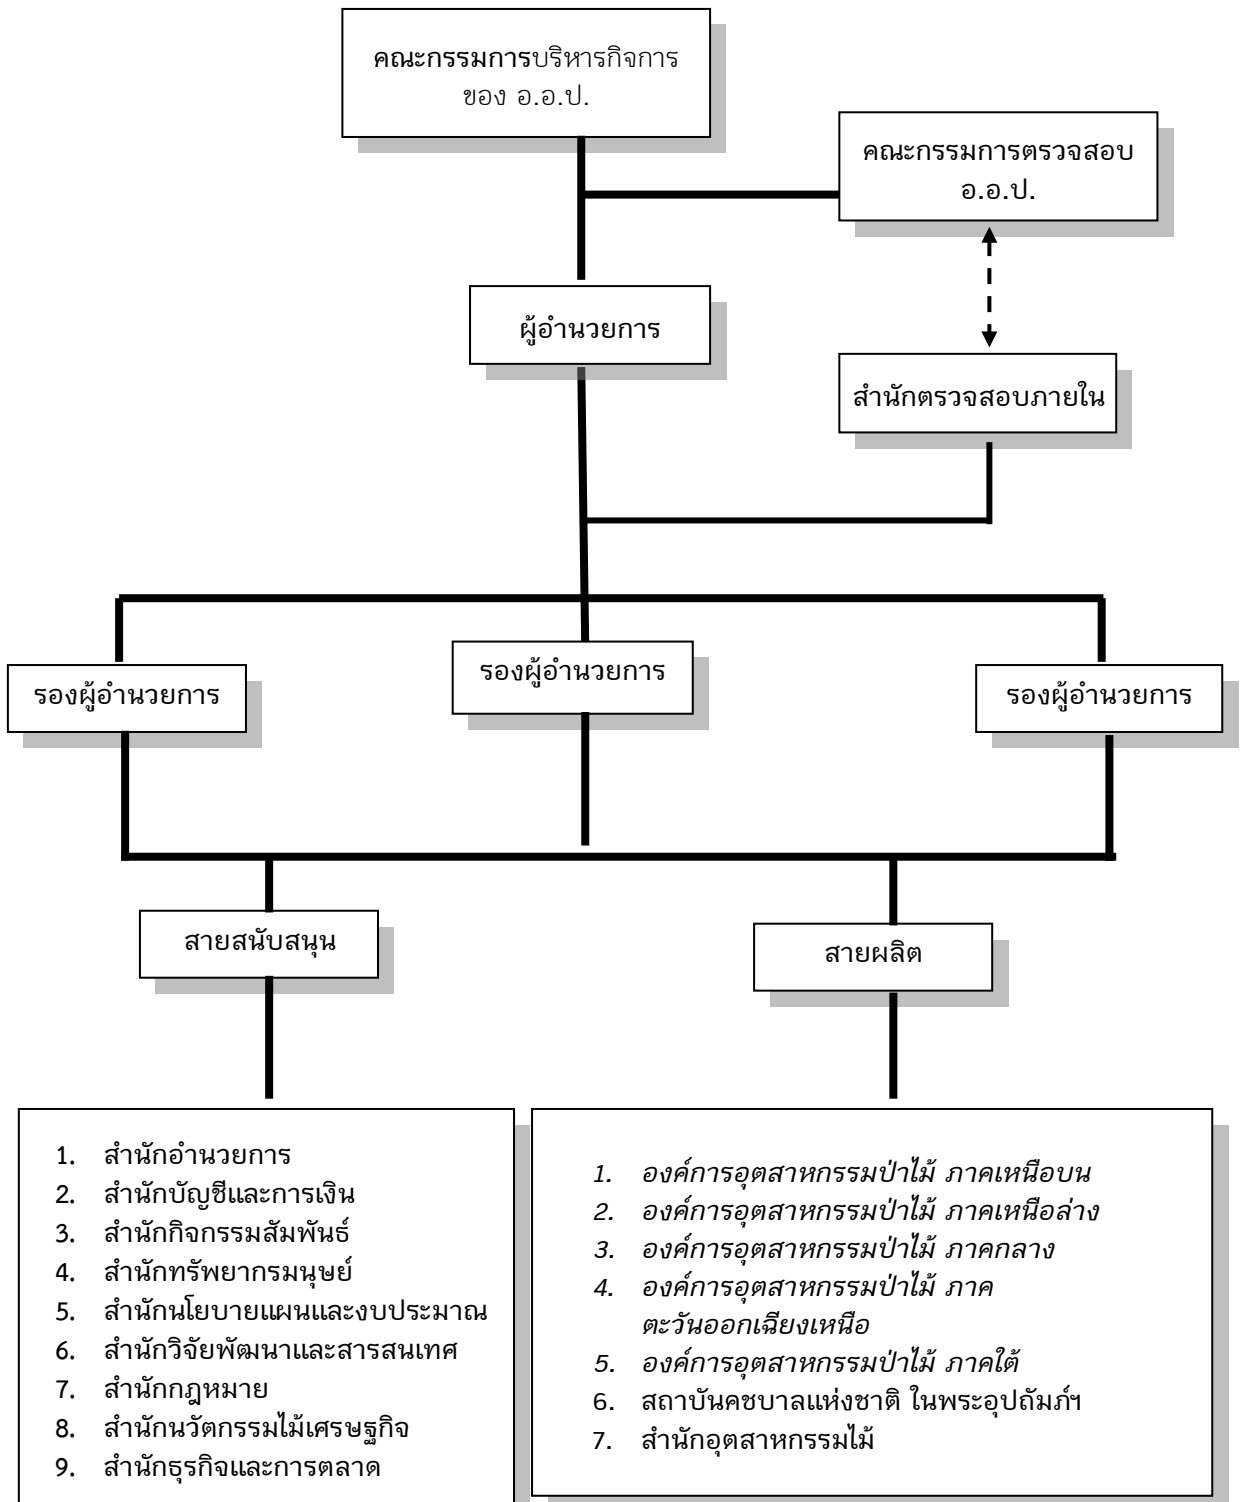 คณะกรรมการบริหารกิจการ
ของ อ.อ.ป.
คณะกรรมการตรวจสอบ
อ.อ.ป.
ผู้อำนวยการ
สำนักตรวจสอบภายใน
รองผู้อำนวยการ
รองผู้อำนวยการ
รองผู้อำนวยการ
สายสนับสนุน
สายผลิต
1. สำนักอำนวยการ
2. สำนักบัญชีและการเงิน
3. สำนักกิจกรรมสัมพันธ์
4. สำนักทรัพยากรมนุษย์
5. สำนักนโยบายแผนและงบประมาณ
6. สำนักวิจัยพัฒนาและสารสนเทศ
7. สำนักกฎหมาย
8. สำนักนวัตกรรมไม้เศรษฐกิจ
9. สำนักธุรกิจและการตลาด
1. องค์การอุตสาหกรรมป่าไม้ ภาคเหนือบน
2. องค์การอุตสาหกรรมป่าไม้ ภาคเหนือล่าง
3. องค์การอุตสาหกรรมป่าไม้ ภาคกลาง
4. องค์การอุตสาหกรรมป่าไม้ ภาค
ตะวันออกเฉียงเหนือ
5. องค์การอุตสาหกรรมป่าไม้ ภาคใต้
6. สถาบันคชบาลแห่งชาติ ในพระอุปถัมภ์ฯ
7. สำนักอุตสาหกรรมไม้